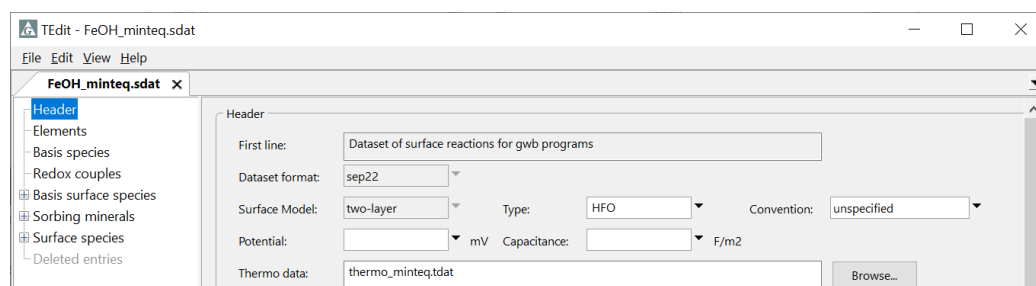 TEdit - FeOH_minteq.sdat
File Edit View Help
FeOH_minteq.sdat
Header
Elements
Basis species
Redox couples
Basis surface species
Sorbing minerals
Surface species
Deleted entries
Header
First line: Dataset of surface reactions for gwb programs
Dataset format: sep22
Surface Model: two-layer Type: HFO Convention: unspecified
Potential: mV Capacitance: F/m2
Thermo data: thermo_minteq.tdat Browse...